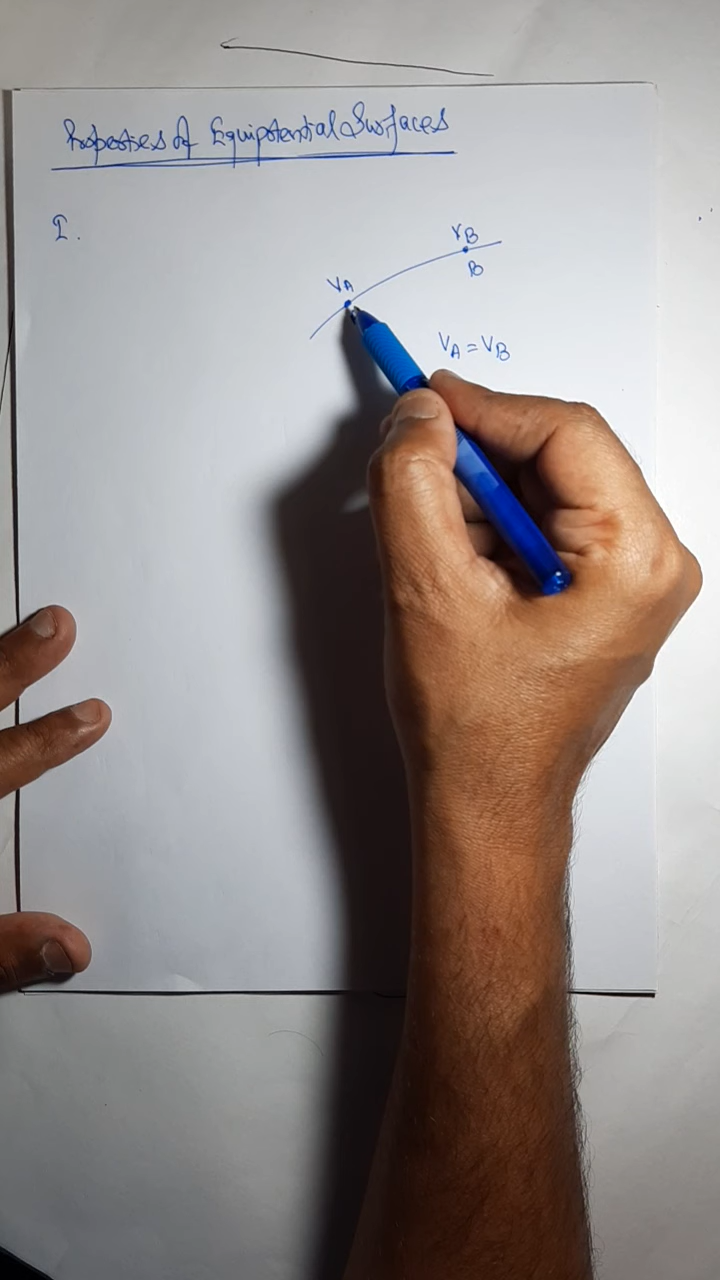 Properties of Equipotential Surfaces
I.
VB
VA
B
VA = VB